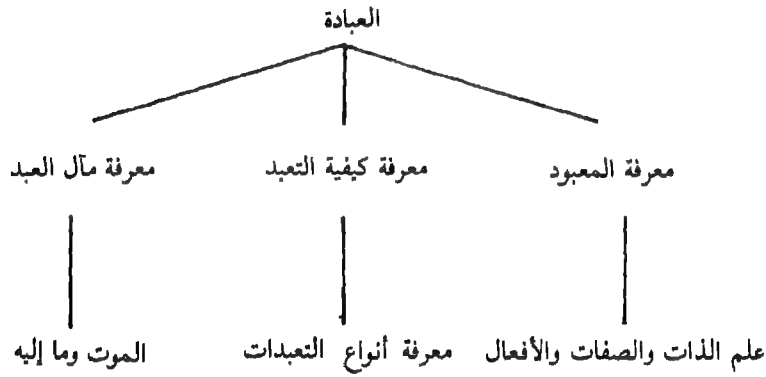 العبادة
معرفة المعبود معرفة كيفية التعبد معرفة مآل العبد
علم الذات والصفات والأفعال معرفة أنواع التعبدات الموت وما إليه